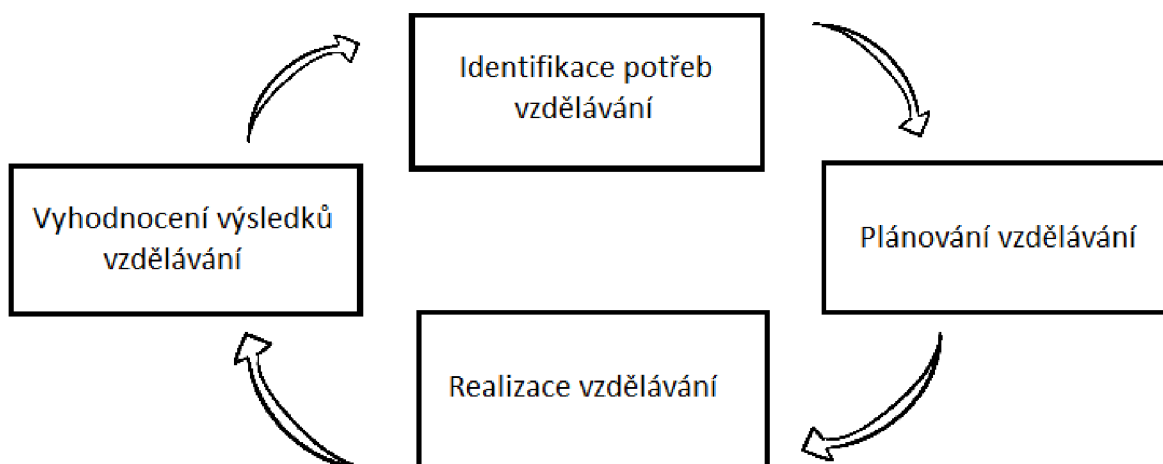 Identifikace potřeb
vzdělávání
Vyhodnocení výsledků
vzdělávání
Plánování vzdělávání
Realizace vzdělávání